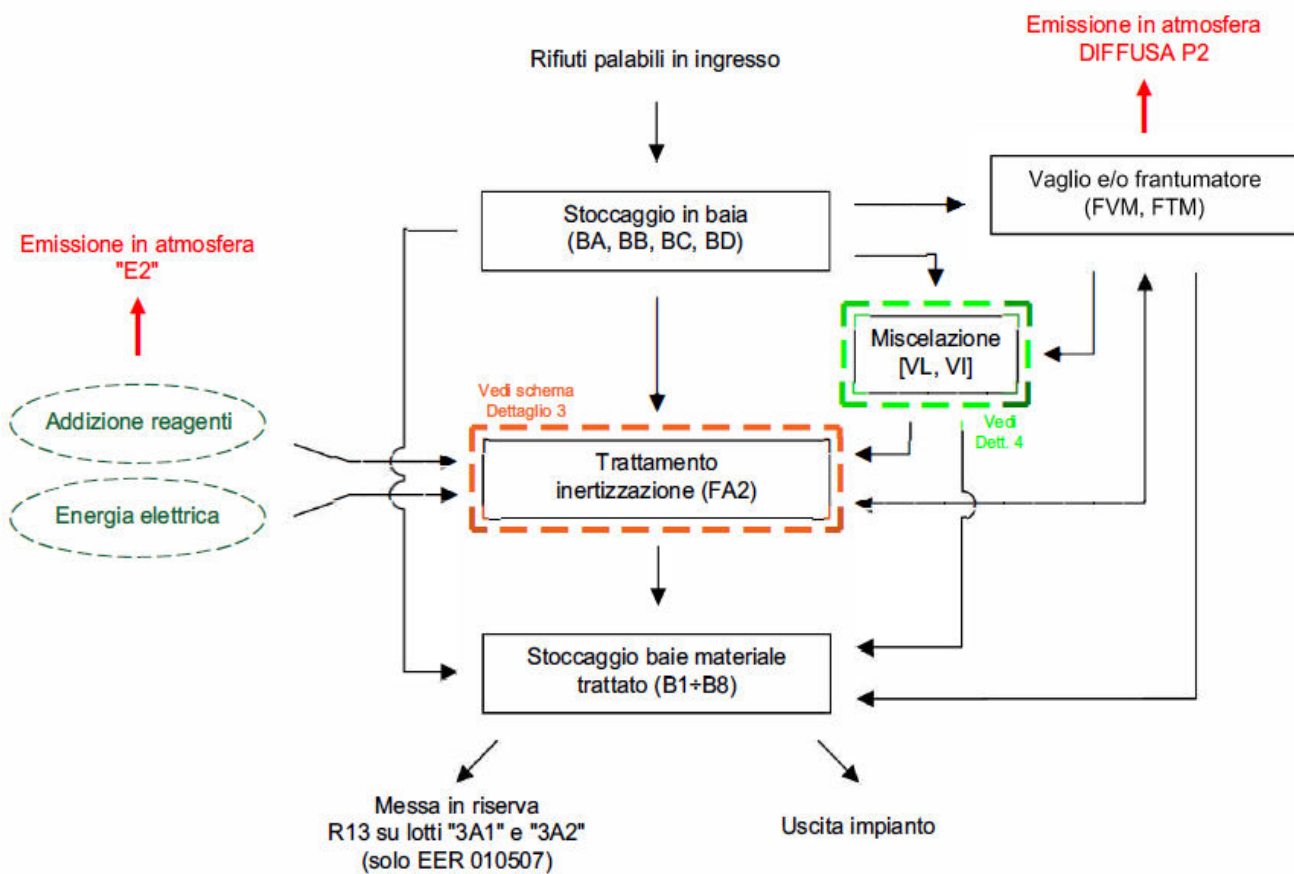 Emissione in atmosfera
DIFFUSA P2
Rifiuti palabili in ingresso
Vaglio e/o frantumatore
(FVM, FTM)
Stoccaggio in baia
(BA, BB, BC, BD)
Emissione in atmosfera
"E2"
Miscelazione
[VL, VI]
Vedi schema
Dettaglio 3
Vedi
Dett. 4
Addizione reagenti
Trattamento
inertizzazione (FA2)
Energia elettrica
Stoccaggio baie materiale
trattato (B1÷B8)
Messa in riserva
R13 su lotti "3A1" e "3A2"
(solo EER 010507)
Uscita impianto